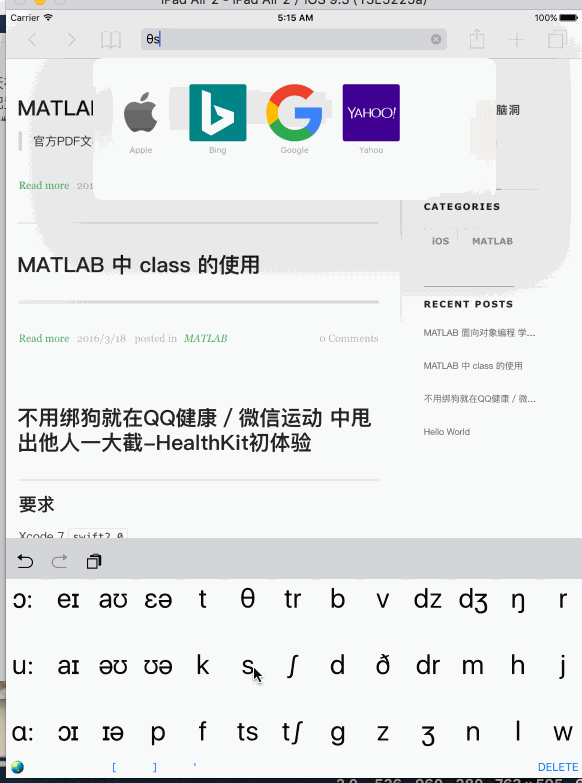 iPad Air 2 - iPad Air 2 / iOS 9.3 (13E5225a)
Carrier 5:15 AM 100%
θs
Apple Bing Google YAHOO! Yahoo
MATLAB
官方PDF文
脑洞
Read more 201
CATEGORIES
iOS MATLAB
MATLAB 中 class 的使用
Read more 2016/3/18 posted in MATLAB 0 Comments
RECENT POSTS
MATLAB 面向对象编程 学...
MATLAB 中 class 的使用
不用绑狗就在QQ健康 / 微...
Hello World
不用绑狗就在QQ健康 / 微信运动 中甩
出他人一大截–HealthKit初体验
要求
Xcode 7 swift2.0
ɔ: eɪ aʊ ɛə t θ tr b v dz dʒ ŋ r
u: aɪ əʊ ʊə k s ʃ d ð dr m h j
ɑ: ɔɪ ɪə p f ts tʃ g z ʒ n l w
[ ] ' DELETE